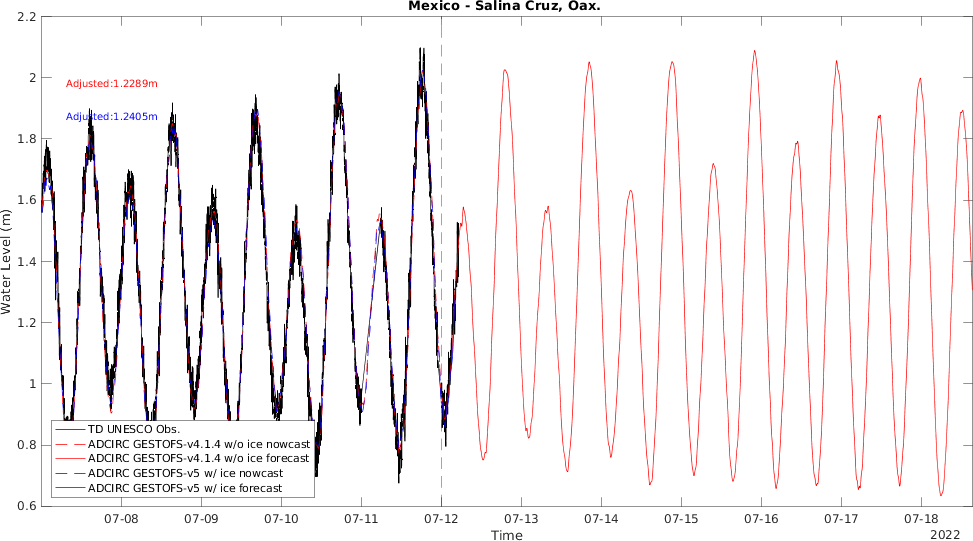 Mexico - Salina Cruz, Oax.
2.2
2
1.8
1.6
1.4
1.2
1
0.8
0.6
Water Level (m)
Adjusted:1.2289m
Adjusted:1.2405m
TD UNESCO Obs.
ADCIRC GESTOFS-v4.1.4 w/o ice nowcast
ADCIRC GESTOFS-v4.1.4 w/o ice forecast
ADCIRC GESTOFS-v5 w/ ice nowcast
ADCIRC GESTOFS-v5 w/ ice forecast
07-08 07-09 07-10 07-11 07-12 07-13 07-14 07-15 07-16 07-17 07-18
Time
2022